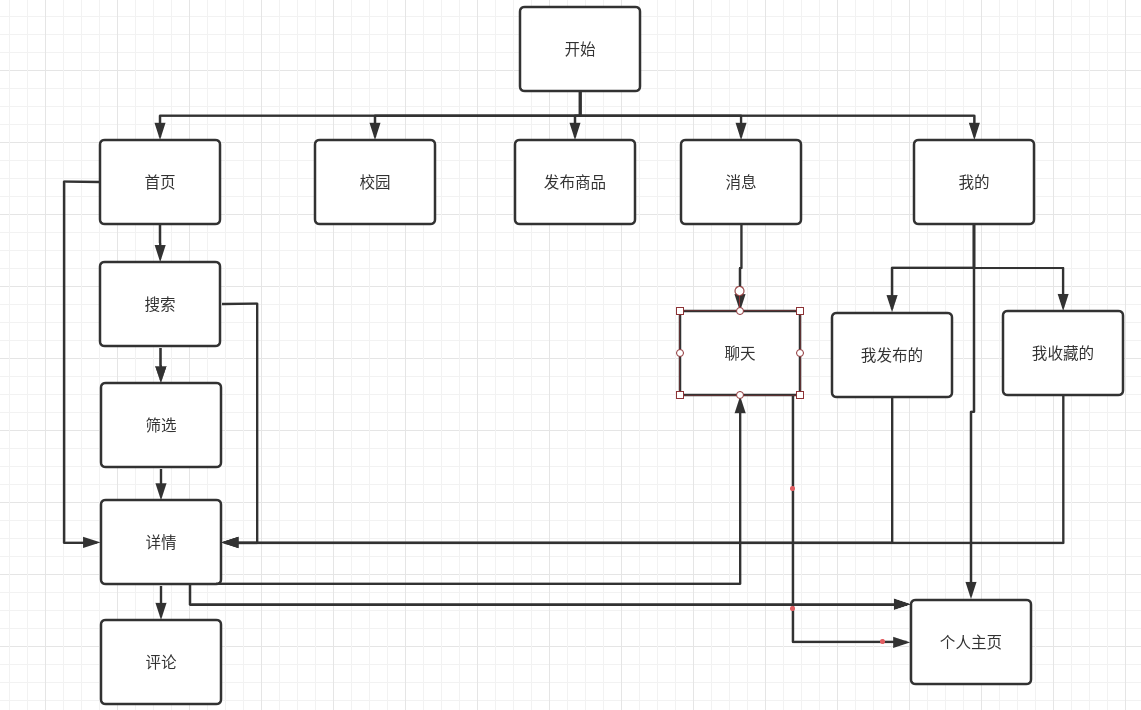 开始
首页
校园
发布商品
消息
我的
搜索
聊天
我发布的
我收藏的
筛选
详情
评论
个人主页